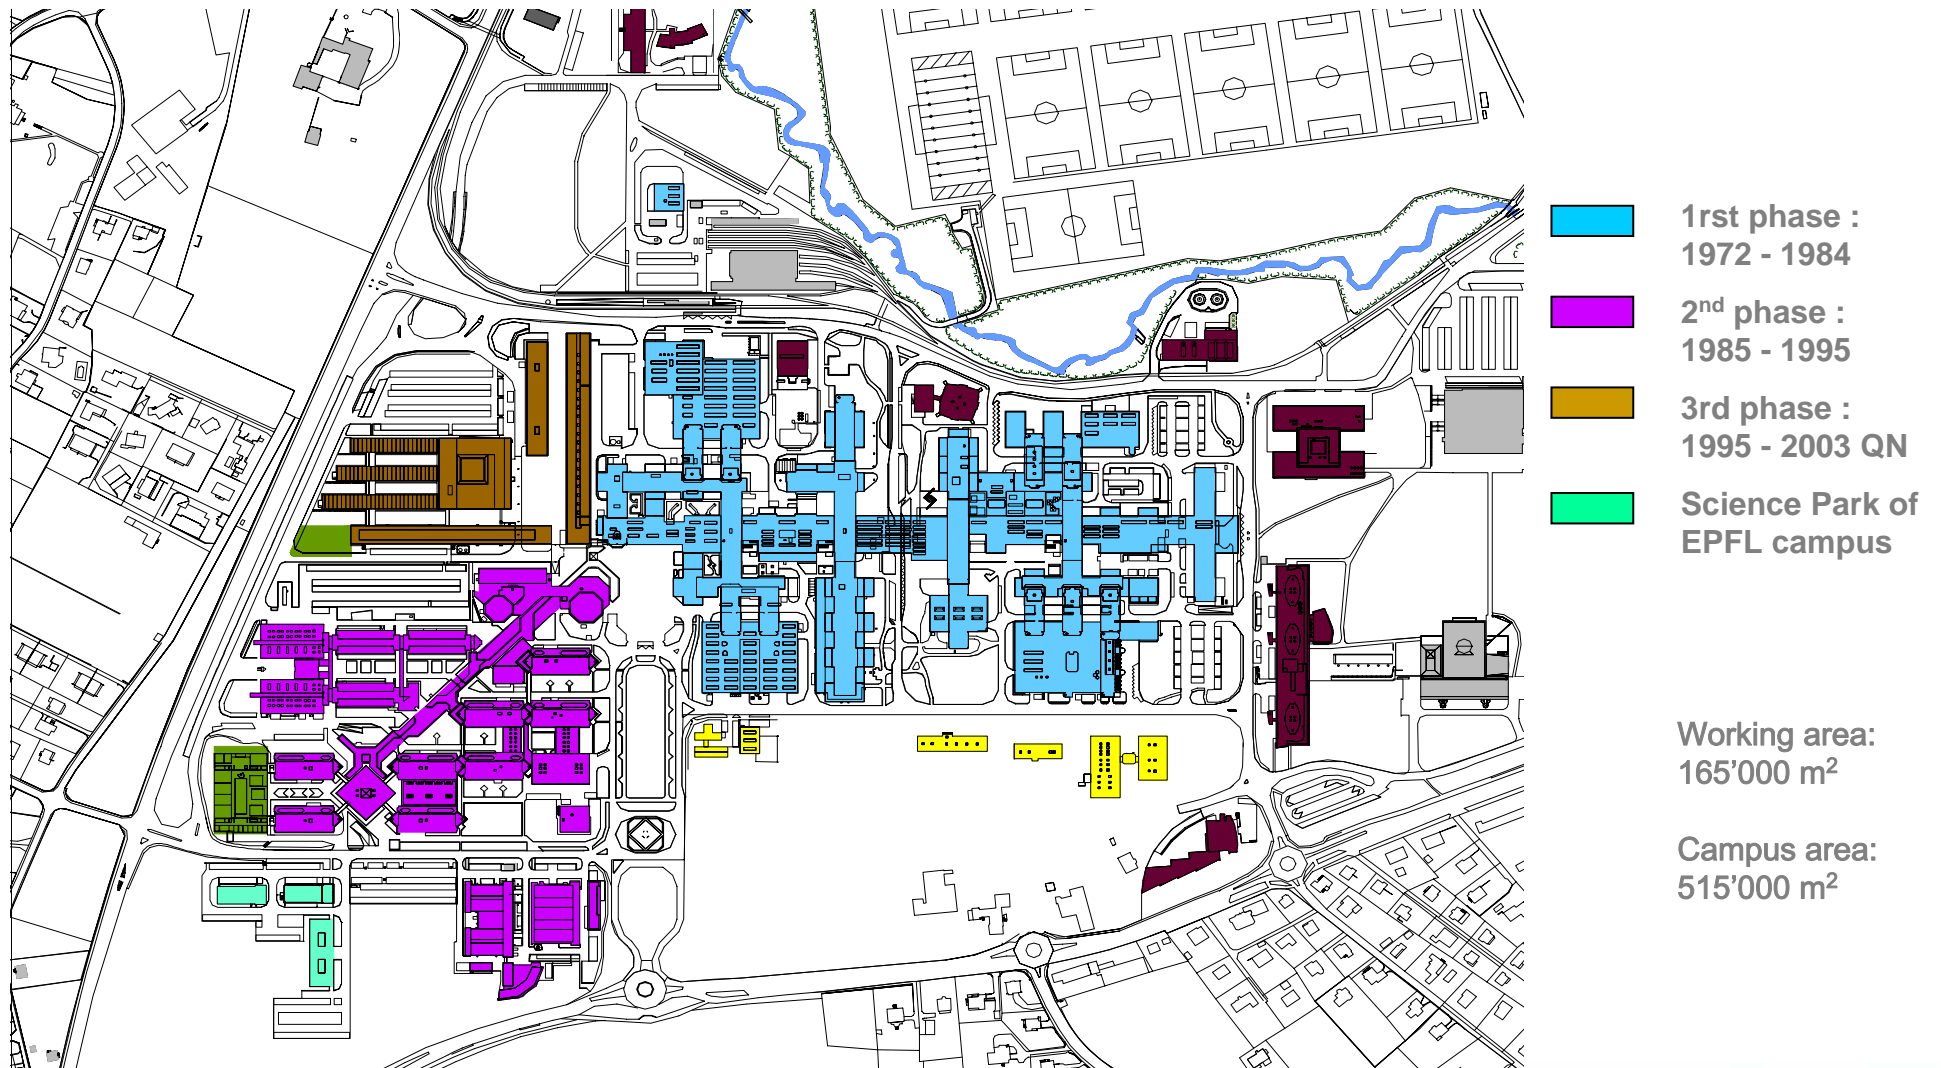 1rst phase :
1972 - 1984
2nd phase :
1985 - 1995
3rd phase :
1995 - 2003 QN
Science Park of
EPFL campus
Working area:
165’000 m2
Campus area:
515’000 m2